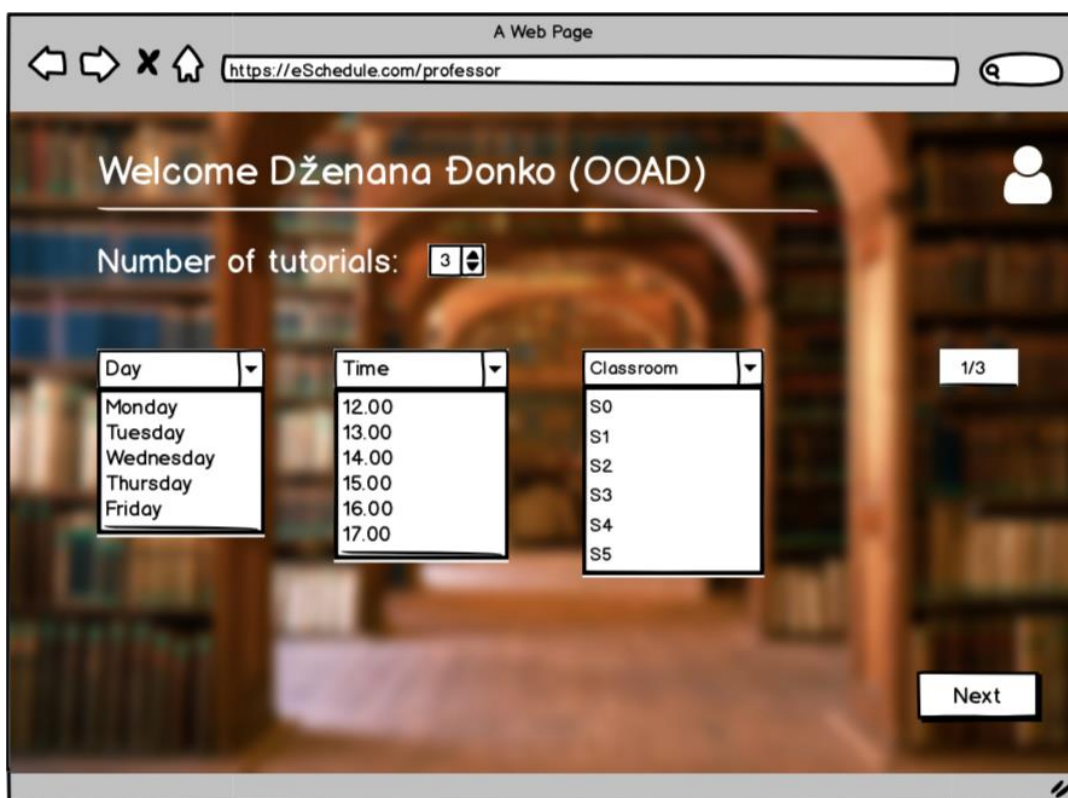 A Web Page
https://eSchedule.com/professor
Welcome Dženana Đonko (OOAD)
Number of tutorials: 3
Day
Monday
Tuesday
Wednesday
Thursday
Friday
Time
12.00
13.00
14.00
15.00
16.00
17.00
Classroom
S0
S1
S2
S3
S4
S5
1/3
Next